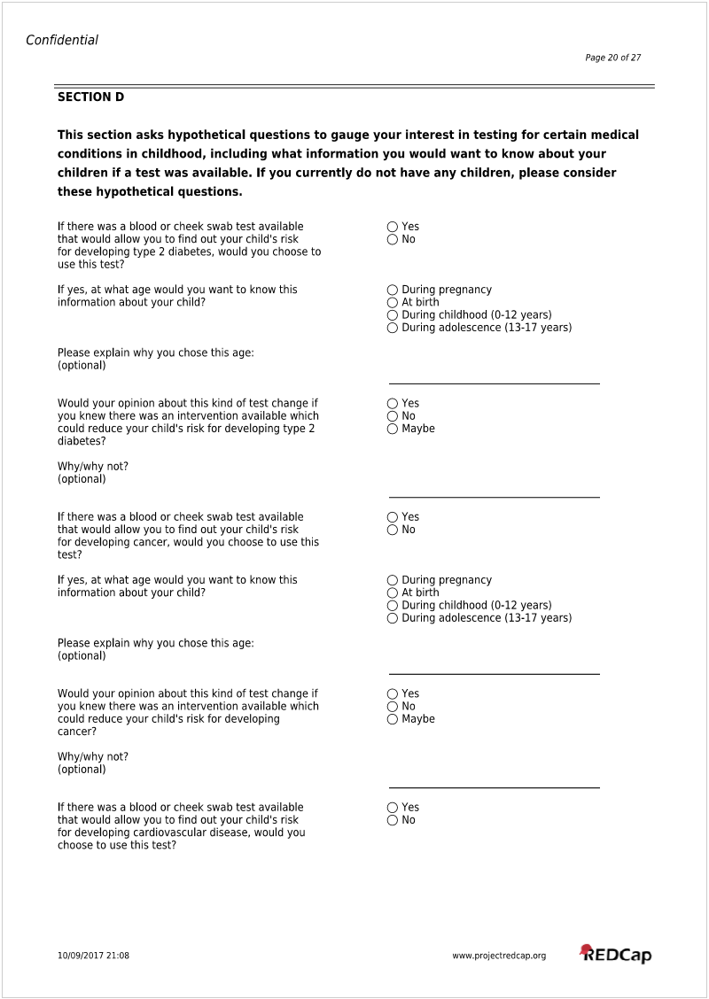 Confidential
Page 20 of 27
SECTION D
This section asks hypothetical questions to gauge your interest in testing for certain medical
conditions in childhood, including what information you would want to know about your
children if a test was available. If you currently do not have any children, please consider
these hypothetical questions.
If there was a blood or cheek swab test available
that would allow you to find out your child's risk
for developing type 2 diabetes, would you choose to
use this test?
Yes
No
If yes, at what age would you want to know this
information about your child?
During pregnancy
At birth
During childhood (0-12 years)
During adolescence (13-17 years)
Please explain why you chose this age:
(optional)
Would your opinion about this kind of test change if
you knew there was an intervention available which
could reduce your child's risk for developing type 2
diabetes?
Yes
No
Maybe
Why/why not?
(optional)
If there was a blood or cheek swab test available
that would allow you to find out your child's risk
for developing cancer, would you choose to use this
test?
Yes
No
If yes, at what age would you want to know this
information about your child?
During pregnancy
At birth
During childhood (0-12 years)
During adolescence (13-17 years)
Please explain why you chose this age:
(optional)
Would your opinion about this kind of test change if
you knew there was an intervention available which
could reduce your child's risk for developing
cancer?
Yes
No
Maybe
Why/why not?
(optional)
If there was a blood or cheek swab test available
that would allow you to find out your child's risk
for developing cardiovascular disease, would you
choose to use this test?
Yes
No
10/09/2017 21:08
www.projectredcap.org
REDCap